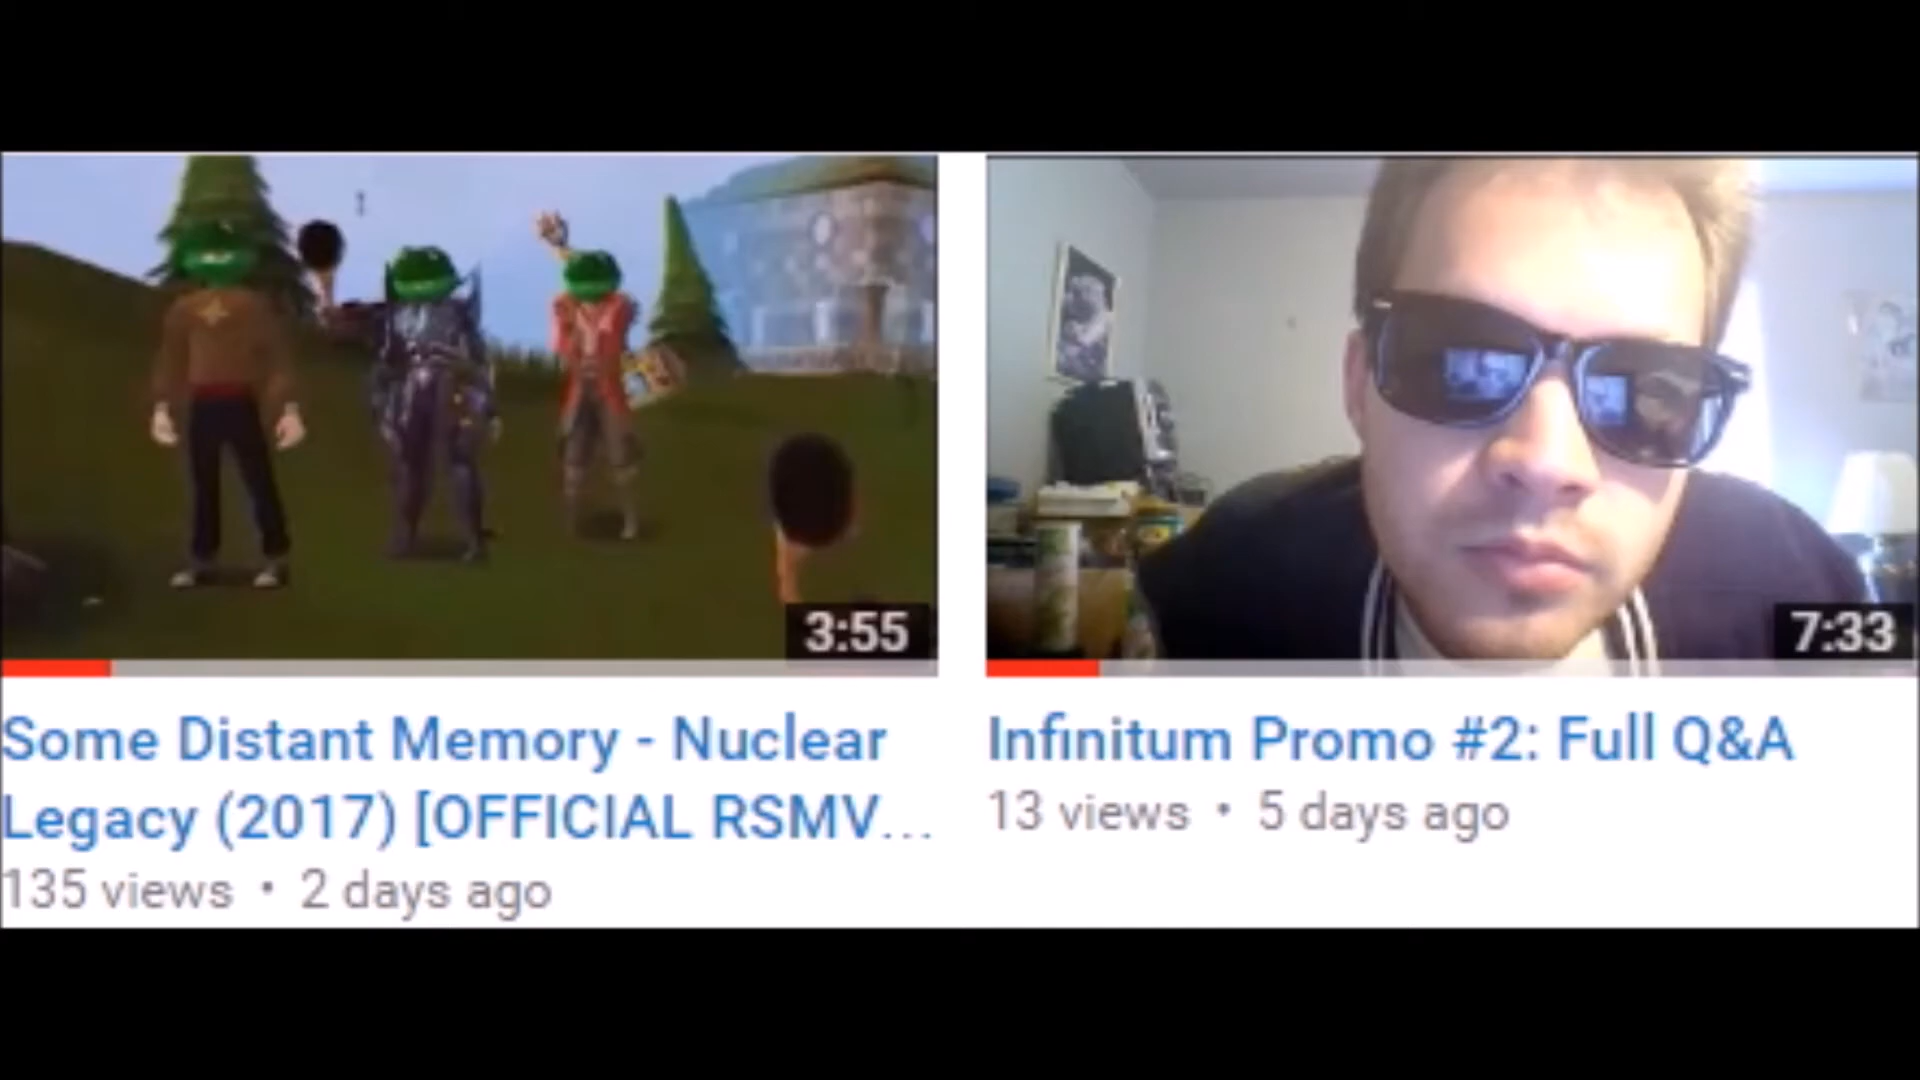 3:55
7:33
Some Distant Memory - Nuclear
Legacy (2017) [OFFICIAL RSMV...
135 views • 2 days ago
Infinitum Promo #2: Full Q&A
13 views • 5 days ago